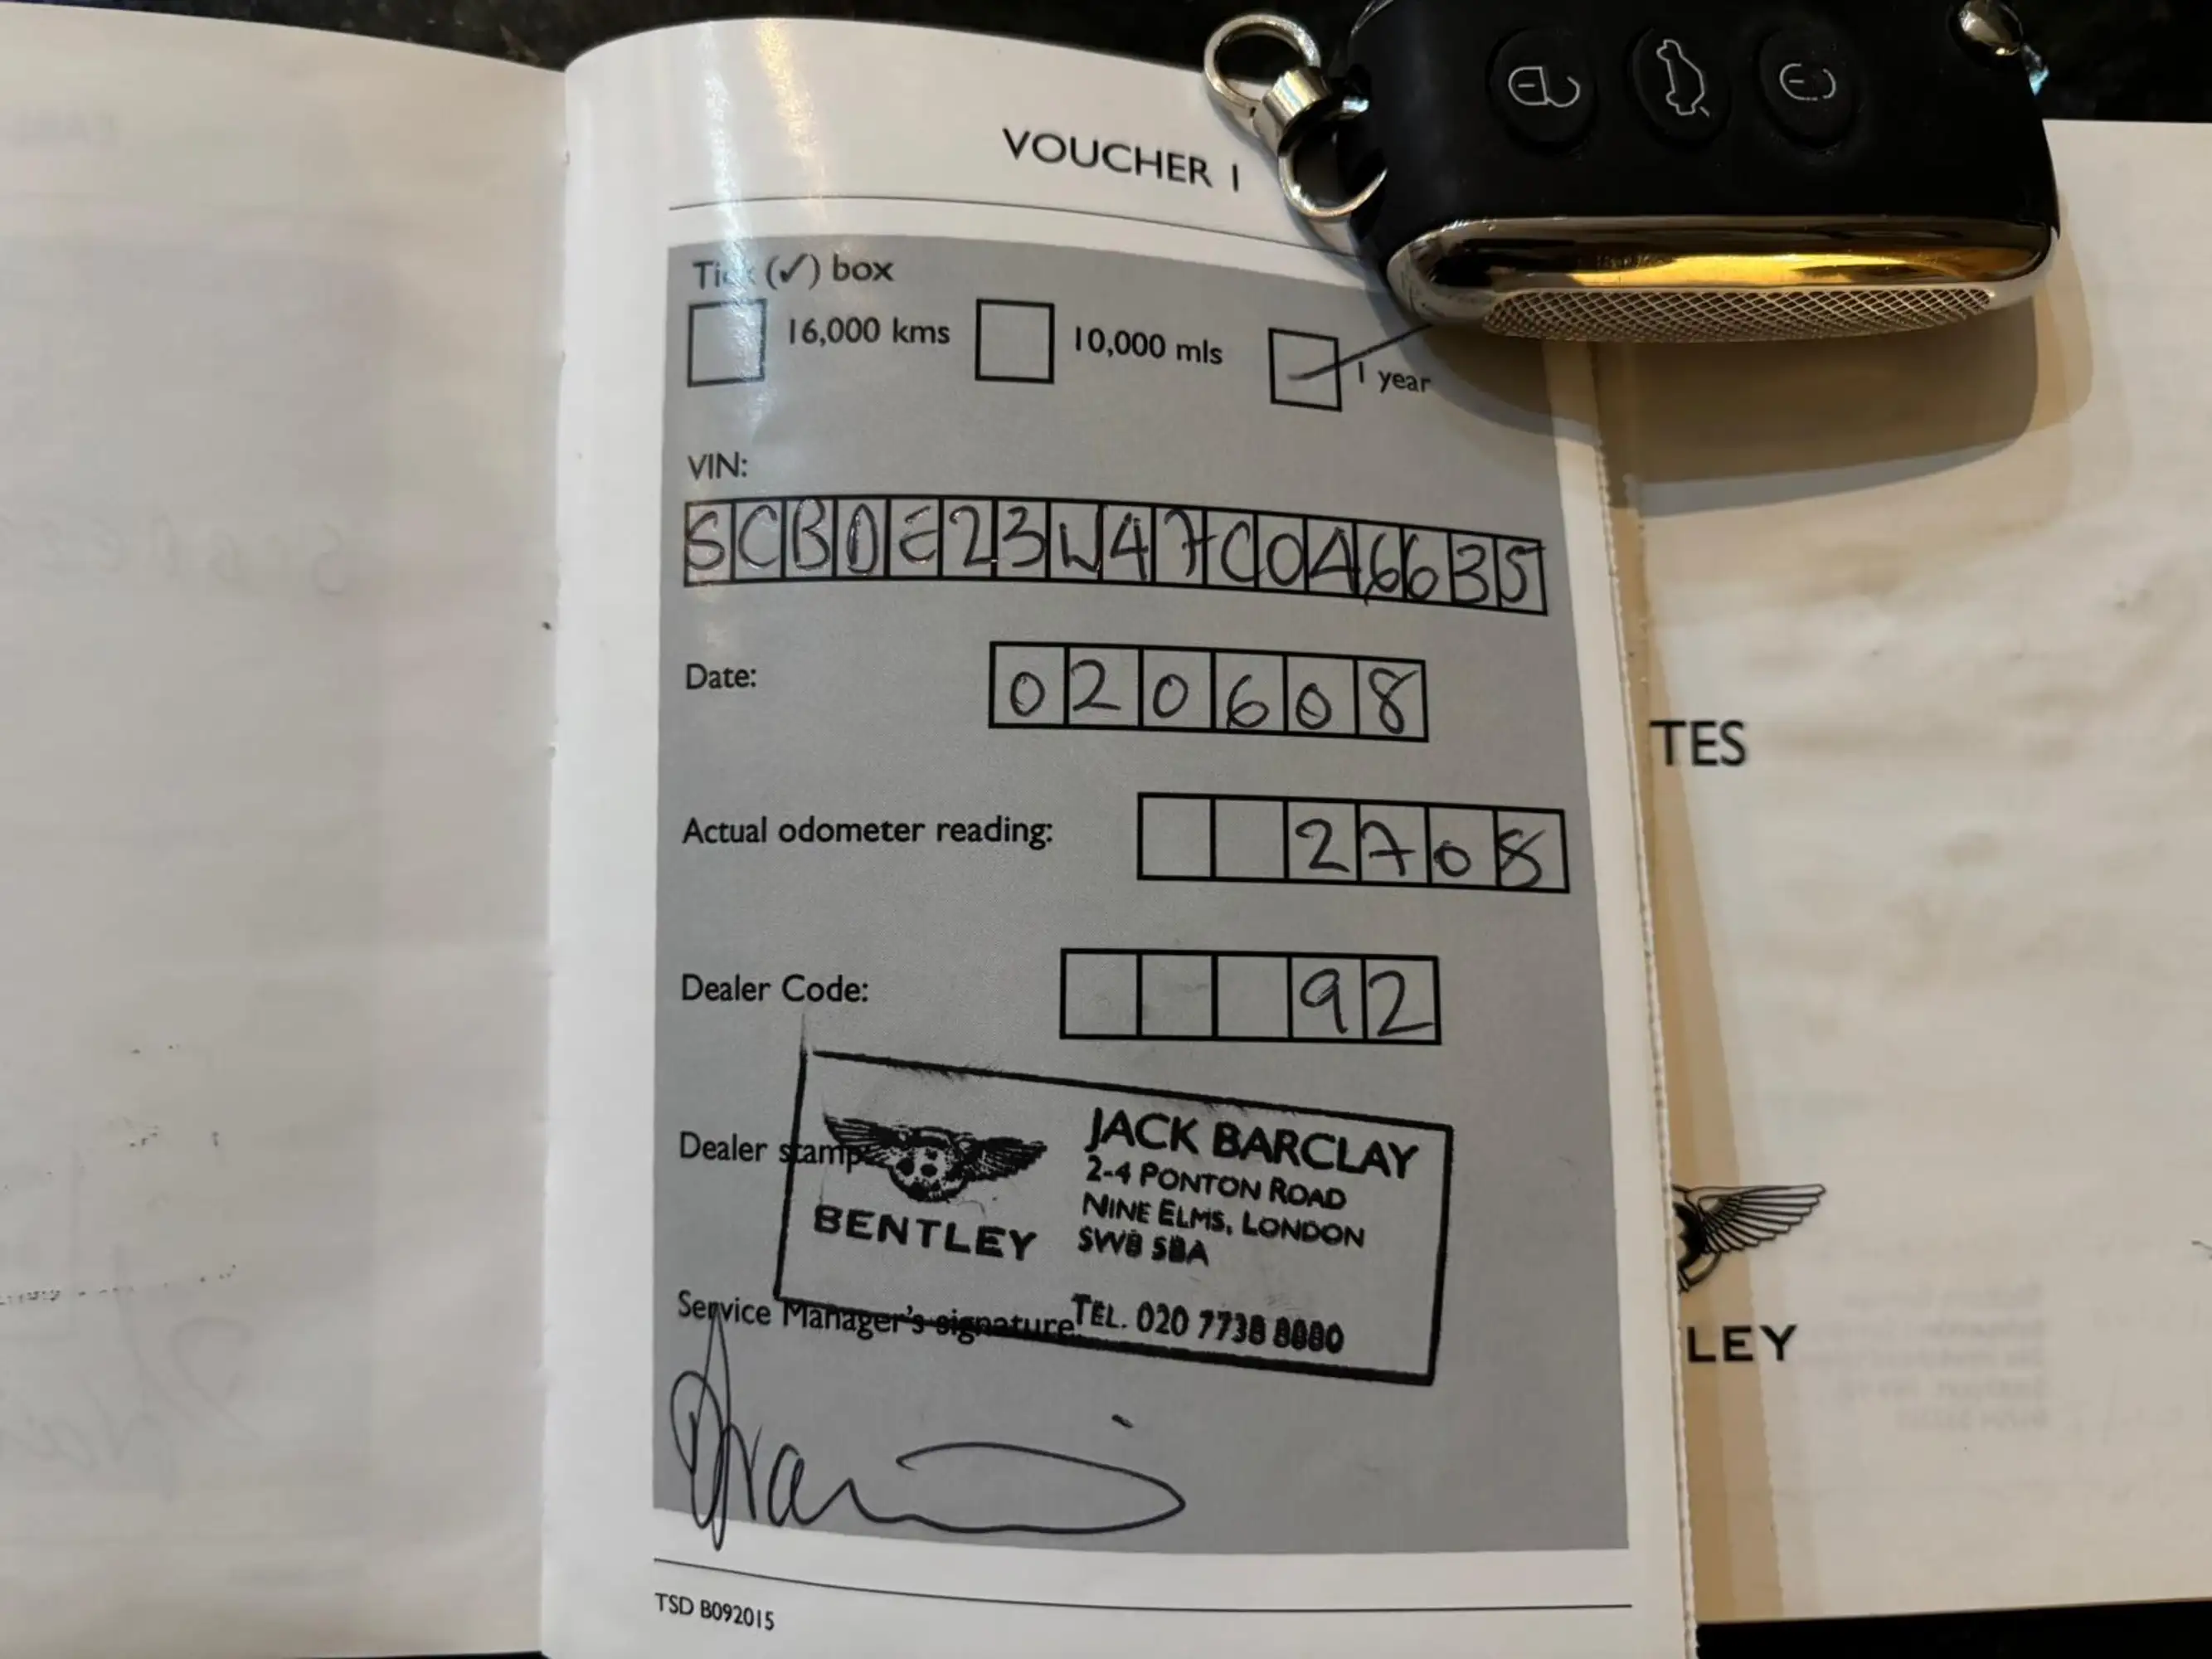 VOUCHER 1
Tick (✓) box
16,000 kms
10,000 mls
1 year
VIN:
SCBDE23W47C046635
Date:
020608
Actual odometer reading:
2708
Dealer Code:
92
Dealer stamp
BENTLEY
JACK BARCLAY
2-4 PONTON ROAD
NINE ELMS, LONDON
SW8 5BA
TEL. 020 7738 8880
Service Manager's signature
TSD B092015
TES
LEY